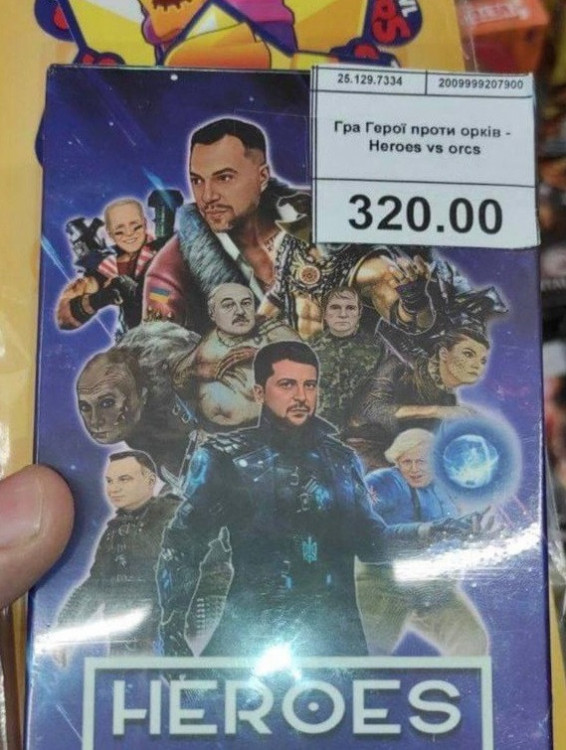 25.129.7334
2009999207900
Гра Герої проти орків -
Heroes vs orcs
320.00
HEROES